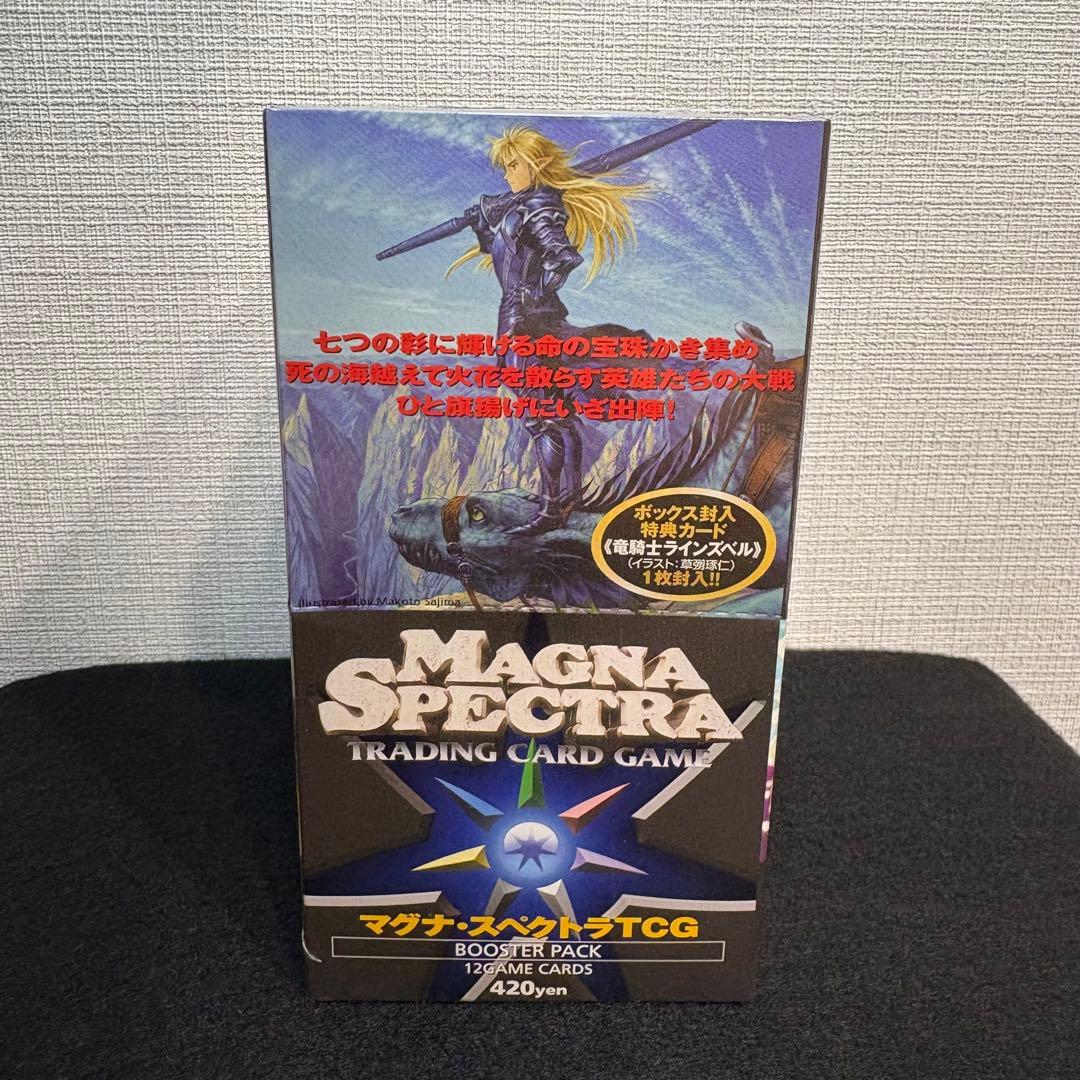 七つの彩に輝ける命の宝珠かき集め
死の海越えて火花を散らす英雄たちの大戦
ひと旗揚げにいざ出陣!
ボックス封入
特典カード
《竜騎士ラインズベル》
(イラスト:草彅琢仁)
1枚封入!!
illustrated by Makoto Sajima
MAGNA
SPECTRA
TRADING CARD GAME
マグナ・スペクトラTCG
BOOSTER PACK
12GAME CARDS
420yen